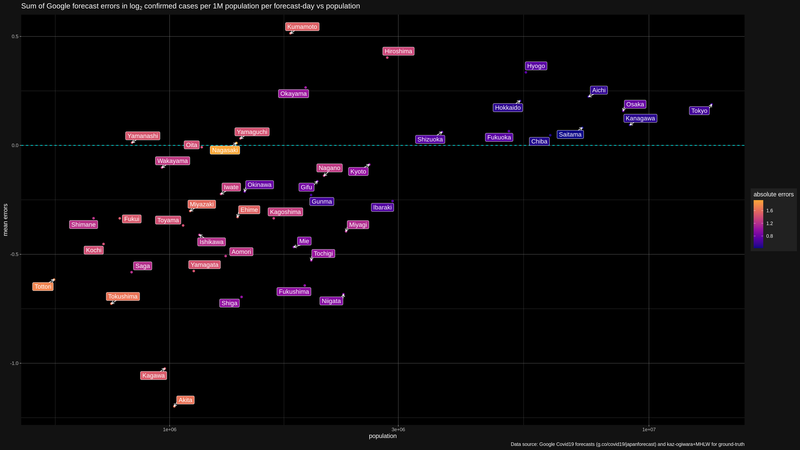 Sum of Google forecast errors in log2 confirmed cases per 1M population per forecast-day vs population
0.5
0.0
-0.5
-1.0
mean errors
Kumamoto
Hiroshima
Hyogo
Okayama
Aichi
Hokkaido
Osaka
Tokyo
Kanagawa
Yamanashi
Yamaguchi
Shizuoka
Fukuoka
Saitama
Chiba
Oita
Nagasaki
Wakayama
Nagano
Kyoto
Iwate
Okinawa
Gifu
Gunma
Miyazaki
Ehime
Kagoshima
Ibaraki
Shimane
Fukui
Toyama
Miyagi
Ishikawa
Mie
Kochi
Aomori
Tochigi
Saga
Yamagata
Tottori
Tokushima
Shiga
Fukushima
Niigata
Kagawa
Akita
absolute errors
1.6
1.2
0.8
1e+06
3e+06
1e+07
population
Data source: Google Covid19 forecasts (g.co/covid19/japanforecast) and kaz-ogiwara+MHLW for ground-truth